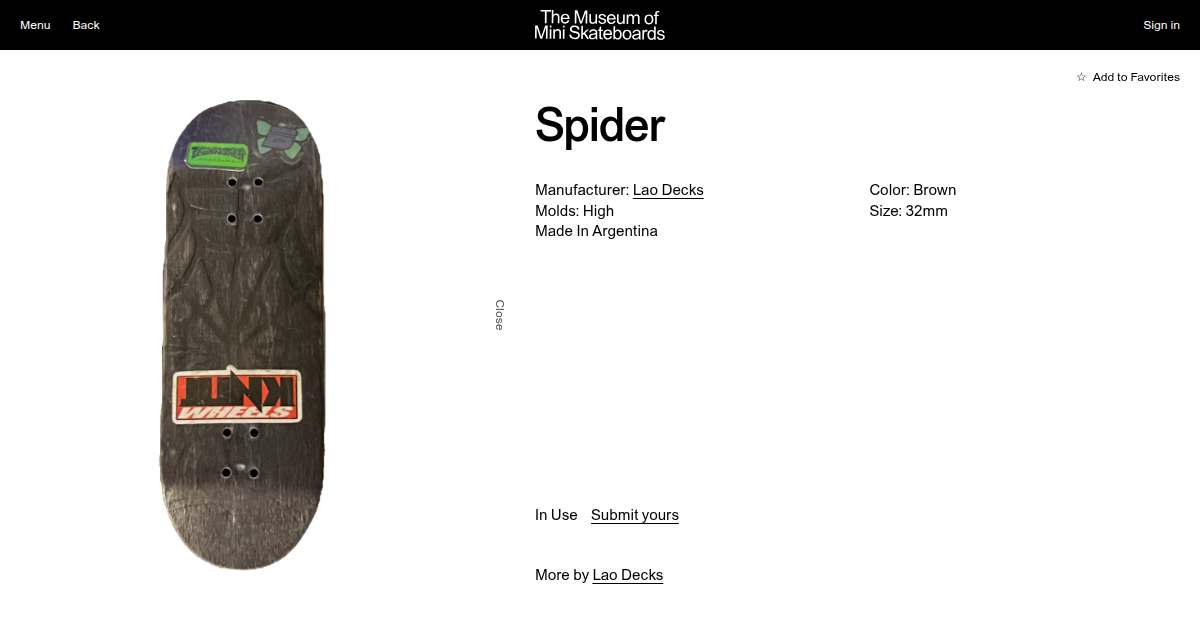 Menu
Back
The Museum of
Mini Skateboards
Sign in
☆ Add to Favorites
Spider
Manufacturer: Lao Decks
Molds: High
Made In Argentina
Color: Brown
Size: 32mm
Close
JUNK
WHEELS
In Use
Submit yours
More by Lao Decks